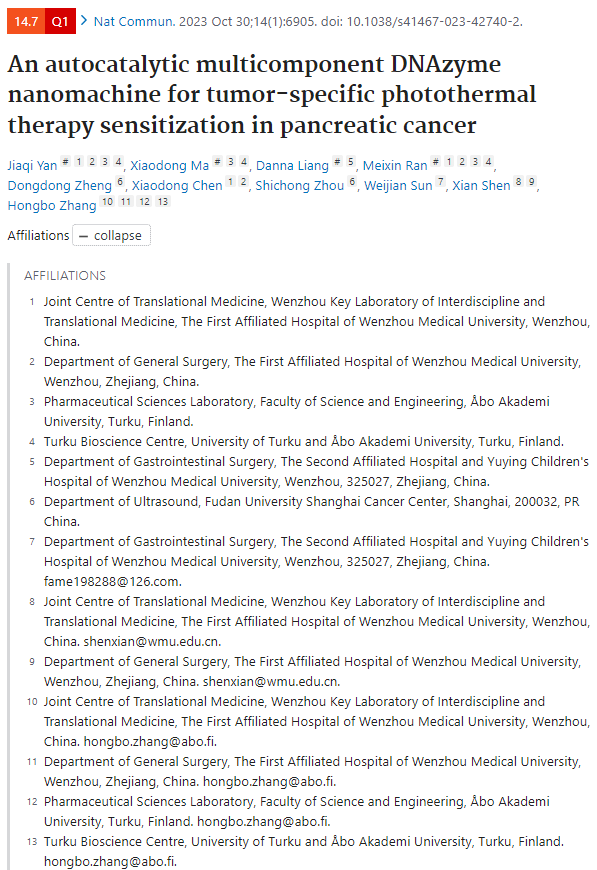 14.7 Q1 > Nat Commun. 2023 Oct 30;14(1):6905. doi: 10.1038/s41467-023-42740-2.
An autocatalytic multicomponent DNAzyme
nanomachine for tumor-specific photothermal
therapy sensitization in pancreatic cancer
Jiaqi Yan # 1 2 3 4, Xiaodong Ma # 3 4, Danna Liang # 5, Meixin Ran # 1 2 3 4,
Dongdong Zheng 6, Xiaodong Chen 1 2, Shichong Zhou 6, Weijian Sun 7, Xian Shen 8 9,
Hongbo Zhang 10 11 12 13
Affiliations — collapse
AFFILIATIONS
1 Joint Centre of Translational Medicine, Wenzhou Key Laboratory of Interdiscipline and
Translational Medicine, The First Affiliated Hospital of Wenzhou Medical University, Wenzhou,
China.
2 Department of General Surgery, The First Affiliated Hospital of Wenzhou Medical University,
Wenzhou, Zhejiang, China.
3 Pharmaceutical Sciences Laboratory, Faculty of Science and Engineering, Åbo Akademi
University, Turku, Finland.
4 Turku Bioscience Centre, University of Turku and Åbo Akademi University, Turku, Finland.
5 Department of Gastrointestinal Surgery, The Second Affiliated Hospital and Yuying Children's
Hospital of Wenzhou Medical University, Wenzhou, 325027, Zhejiang, China.
6 Department of Ultrasound, Fudan University Shanghai Cancer Center, Shanghai, 200032, PR
China.
7 Department of Gastrointestinal Surgery, The Second Affiliated Hospital and Yuying Children's
Hospital of Wenzhou Medical University, Wenzhou, 325027, Zhejiang, China.
fame198288@126.com.
8 Joint Centre of Translational Medicine, Wenzhou Key Laboratory of Interdiscipline and
Translational Medicine, The First Affiliated Hospital of Wenzhou Medical University, Wenzhou,
China. shenxian@wmu.edu.cn.
9 Department of General Surgery, The First Affiliated Hospital of Wenzhou Medical University,
Wenzhou, Zhejiang, China. shenxian@wmu.edu.cn.
10 Joint Centre of Translational Medicine, Wenzhou Key Laboratory of Interdiscipline and
Translational Medicine, The First Affiliated Hospital of Wenzhou Medical University, Wenzhou,
China. hongbo.zhang@abo.fi.
11 Department of General Surgery, The First Affiliated Hospital of Wenzhou Medical University,
Wenzhou, Zhejiang, China. hongbo.zhang@abo.fi.
12 Pharmaceutical Sciences Laboratory, Faculty of Science and Engineering, Åbo Akademi
University, Turku, Finland. hongbo.zhang@abo.fi.
13 Turku Bioscience Centre, University of Turku and Åbo Akademi University, Turku, Finland.
hongbo.zhang@abo.fi.